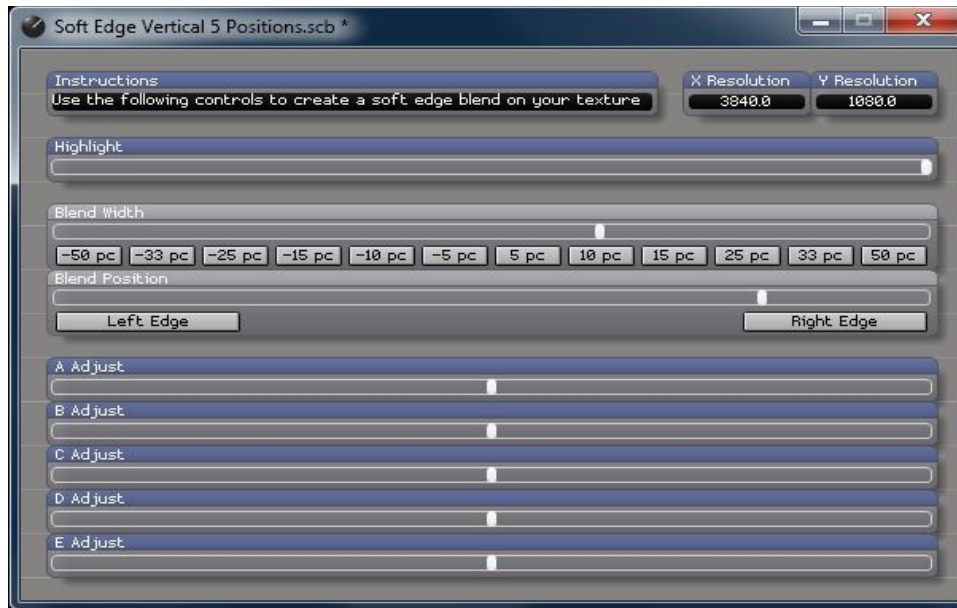 Soft Edge Vertical 5 Positions.scb *
Instructions
Use the following controls to create a soft edge blend on your texture
X Resolution
3840.0
Y Resolution
1080.0
Highlight
Blend Width
-50 pc -33 pc -25 pc -15 pc -10 pc -5 pc 5 pc 10 pc 15 pc 25 pc 33 pc 50 pc
Blend Position
Left Edge Right Edge
A Adjust
B Adjust
C Adjust
D Adjust
E Adjust